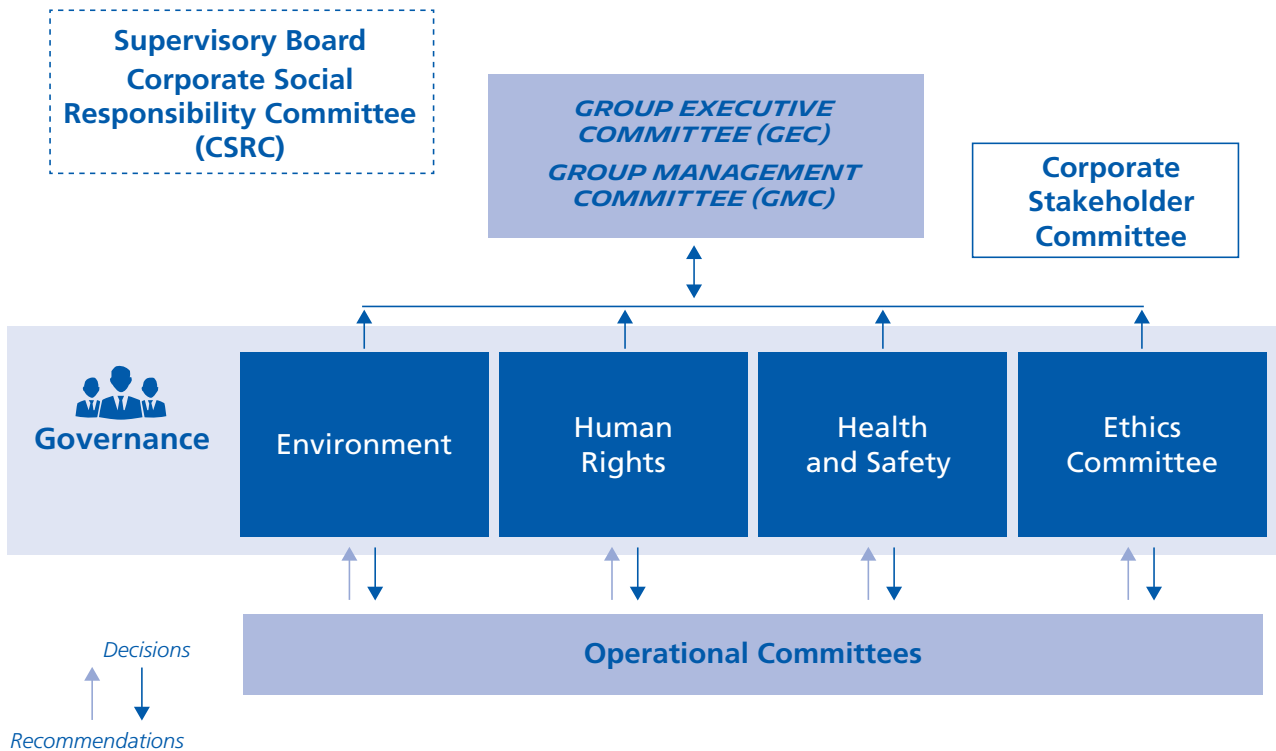 Supervisory Board
Corporate Social
Responsibility Committee
(CSRC)
GROUP EXECUTIVE
COMMITTEE (GEC)
GROUP MANAGEMENT
COMMITTEE (GMC)
Corporate
Stakeholder
Committee
Governance
Environment
Human
Rights
Health
and Safety
Ethics
Committee
Operational Committees
Decisions
Recommendations